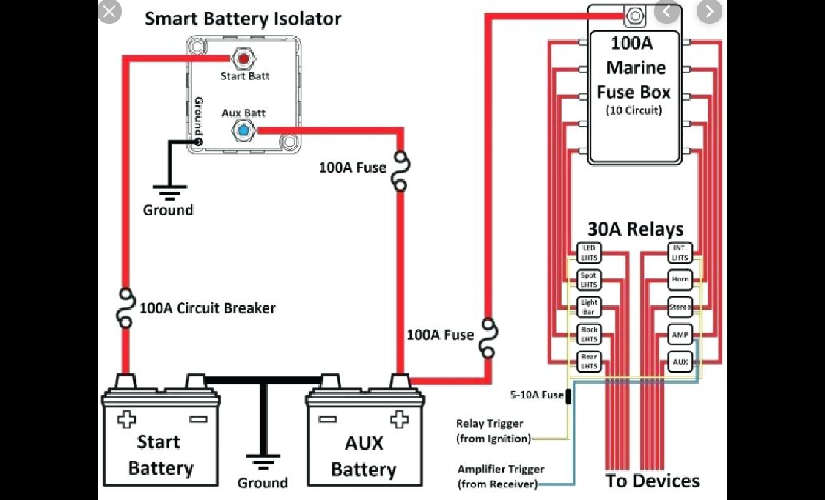 Smart Battery Isolator
Start Batt
Aux Batt
Ground
Ground
100A Fuse
100A Circuit Breaker
100A Fuse
Start
Battery
AUX
Battery
Ground
100A
Marine
Fuse Box
(10 Circuit)
30A Relays
LED
LHTS
INT
LHTS
Spot
LHTS
Horn
Light
Bar
Stereo
Rock
LHTS
AMP
Rear
LHTS
AUX
5-10A Fuse
Relay Trigger
(from Ignition)
Amplifier Trigger
(from Receiver)
To Devices